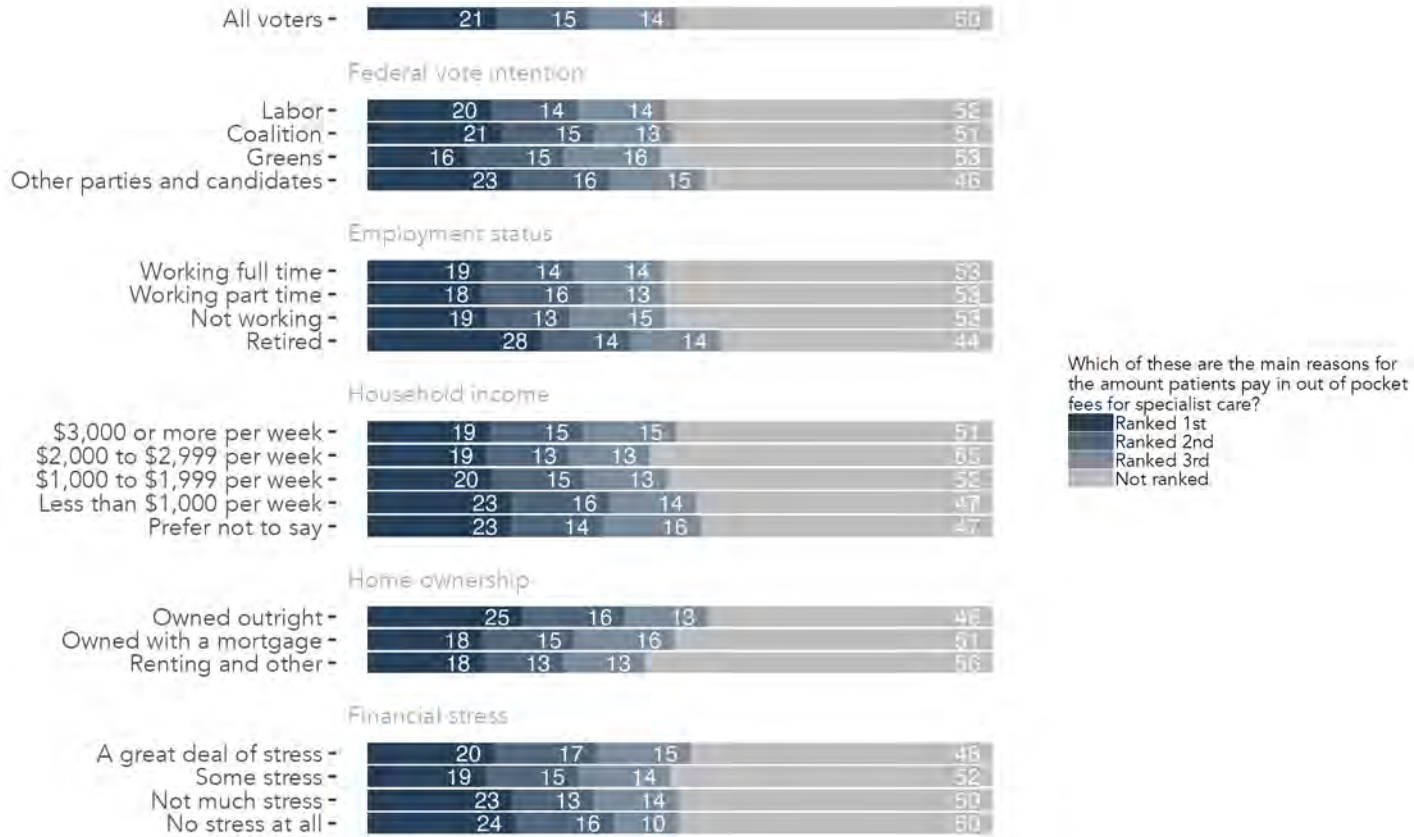 All voters - 21 15 14 50
Federal vote intention
Labor - 20 14 14 52
Coalition - 21 15 13 51
Greens - 16 15 16 53
Other parties and candidates - 23 16 15 46
Employment status
Working full time - 19 14 14 53
Working part time - 18 16 13 53
Not working - 19 13 15 53
Retired - 28 14 14 44
Household income
$3,000 or more per week - 19 15 15 51
$2,000 to $2,999 per week - 19 13 13
$1,000 to $1,999 per week - 20 15 13 52
Less than $1,000 per week - 23 16 14 47
Prefer not to say - 23 14 16 47
Home ownership
Owned outright - 25 16 13 46
Owned with a mortgage - 18 15 16 51
Renting and other - 18 13 13 56
Financial stress
A great deal of stress - 20 17 15 48
Some stress - 19 15 14 52
Not much stress - 23 13 14 50
No stress at all - 24 16 10 50
Which of these are the main reasons for
the amount patients pay in out of pocket
fees for specialist care?
Ranked 1st
Ranked 2nd
Ranked 3rd
Not ranked